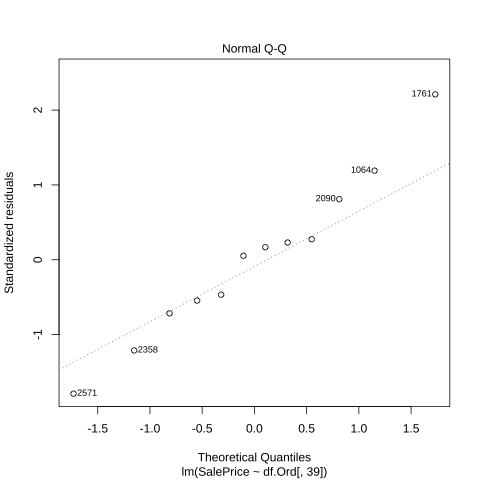 Normal Q-Q
1761
1064
2090
2358
2571
2
1
0
-1
Standardized residuals
-1.5 -1.0 -0.5 0.0 0.5 1.0 1.5
Theoretical Quantiles
lm(SalePrice ~ df.Ord[, 39])